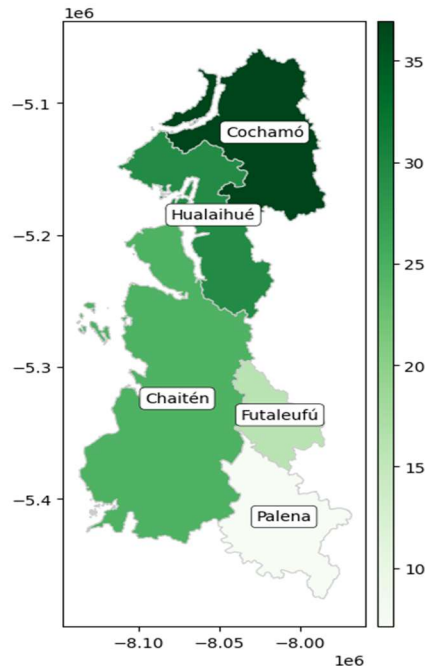 1e6
35
−5.1
Cochamó
30
Hualaihué
−5.2
25
−5.3
20
Chaitén
Futaleufú
15
−5.4
Palena
10
−8.10
−8.05
−8.00
1e6